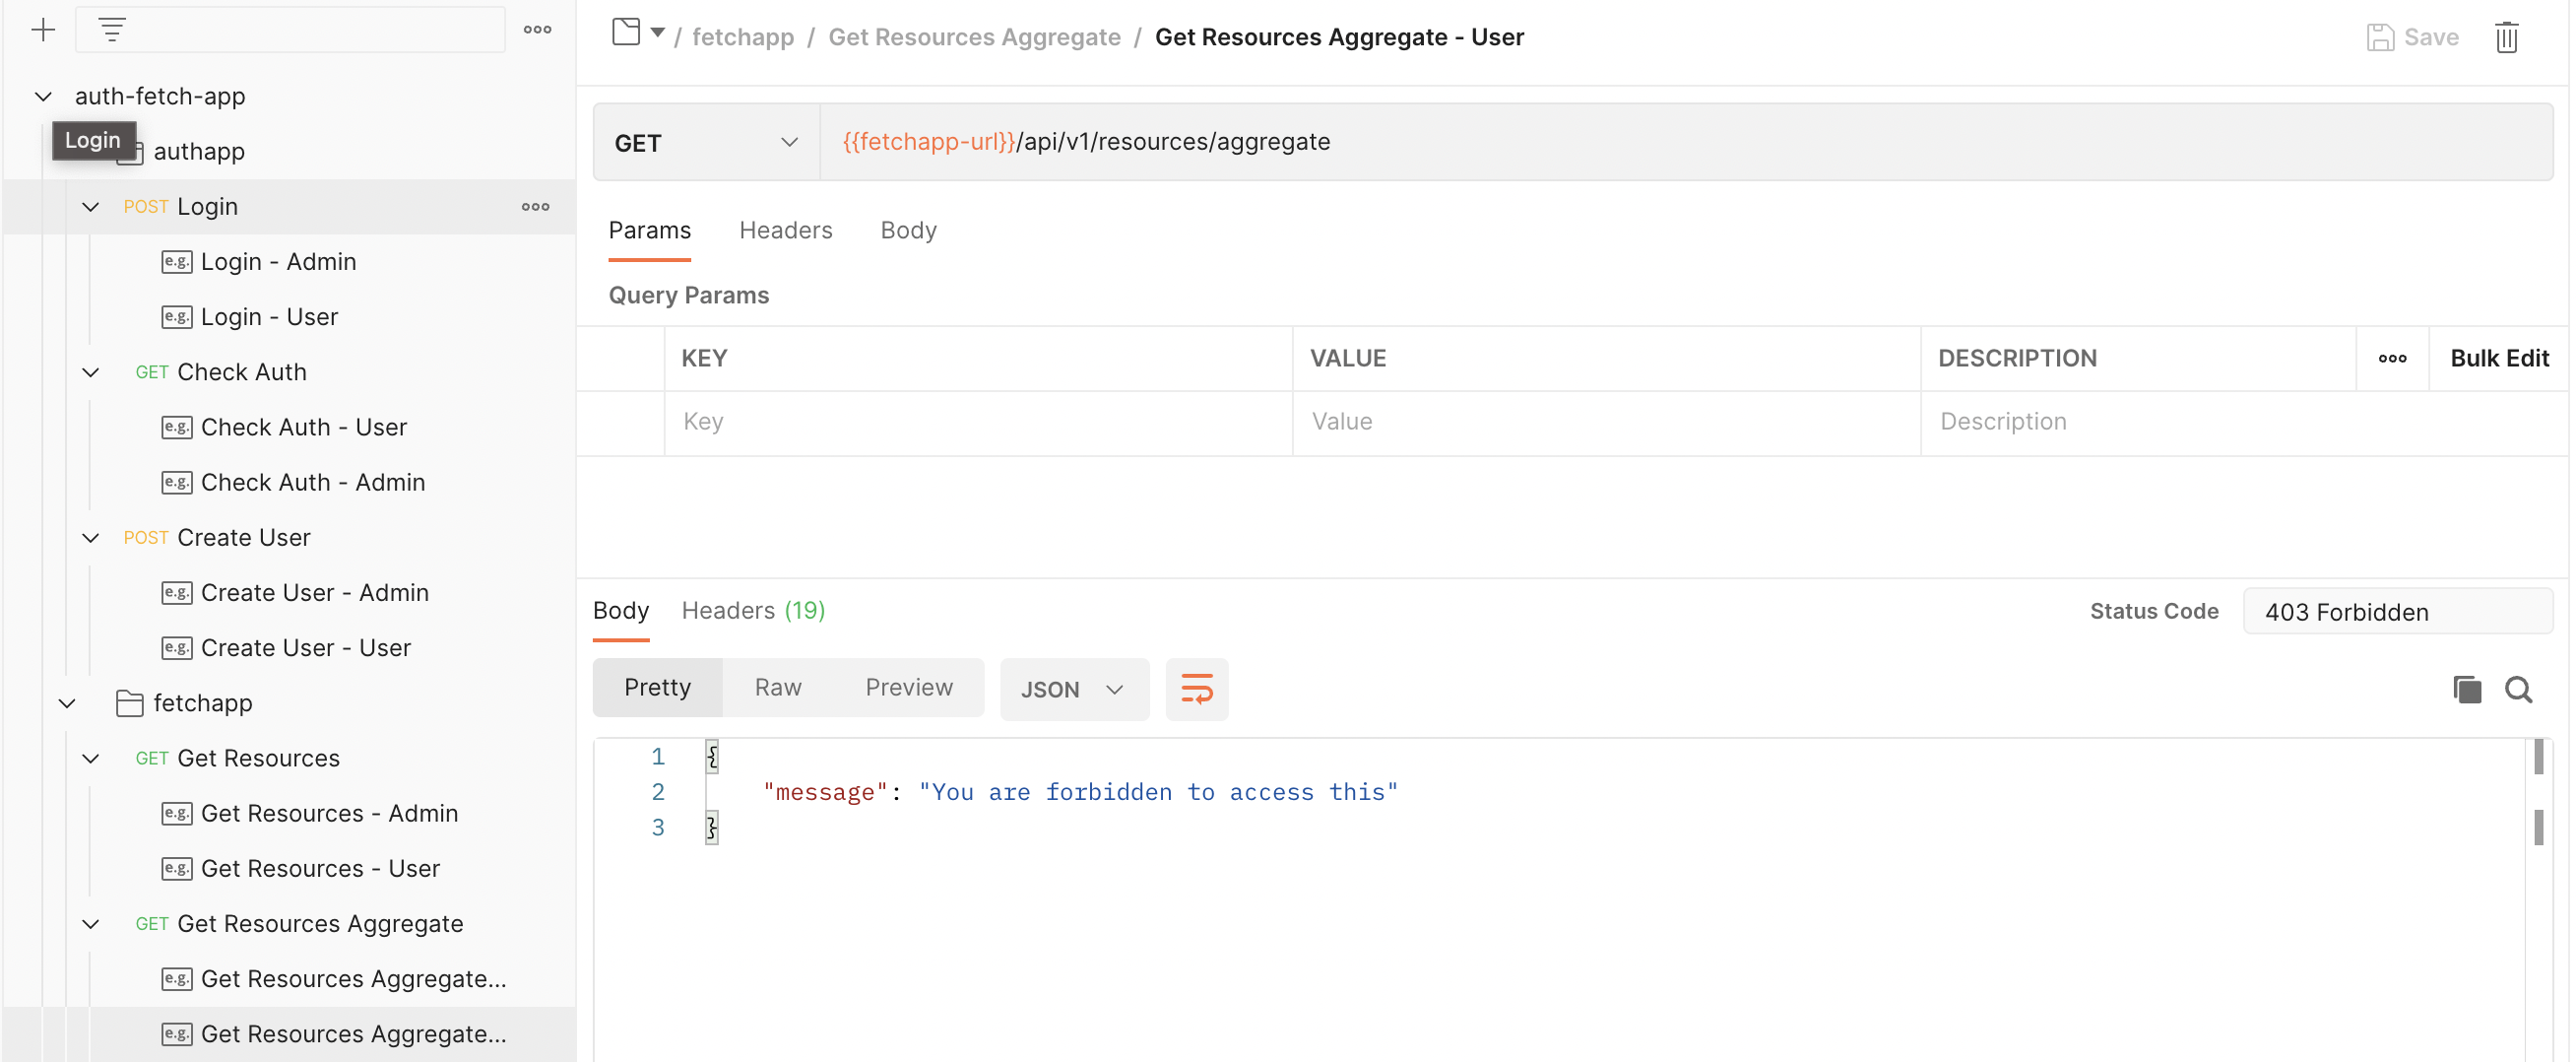 auth-fetch-app
Login
authapp
POST Login
e.g. Login - Admin
e.g. Login - User
GET Check Auth
e.g. Check Auth - User
e.g. Check Auth - Admin
POST Create User
e.g. Create User - Admin
e.g. Create User - User
fetchapp
GET Get Resources
e.g. Get Resources - Admin
e.g. Get Resources - User
GET Get Resources Aggregate
e.g. Get Resources Aggregate...
e.g. Get Resources Aggregate...
/ fetchapp / Get Resources Aggregate / Get Resources Aggregate - User
Save
GET {{fetchapp-url}}/api/v1/resources/aggregate
Params Headers Body
Query Params
KEY VALUE DESCRIPTION Bulk Edit
Key Value Description
Body Headers (19) Status Code 403 Forbidden
Pretty Raw Preview JSON
1 {
2 "message": "You are forbidden to access this"
3 }